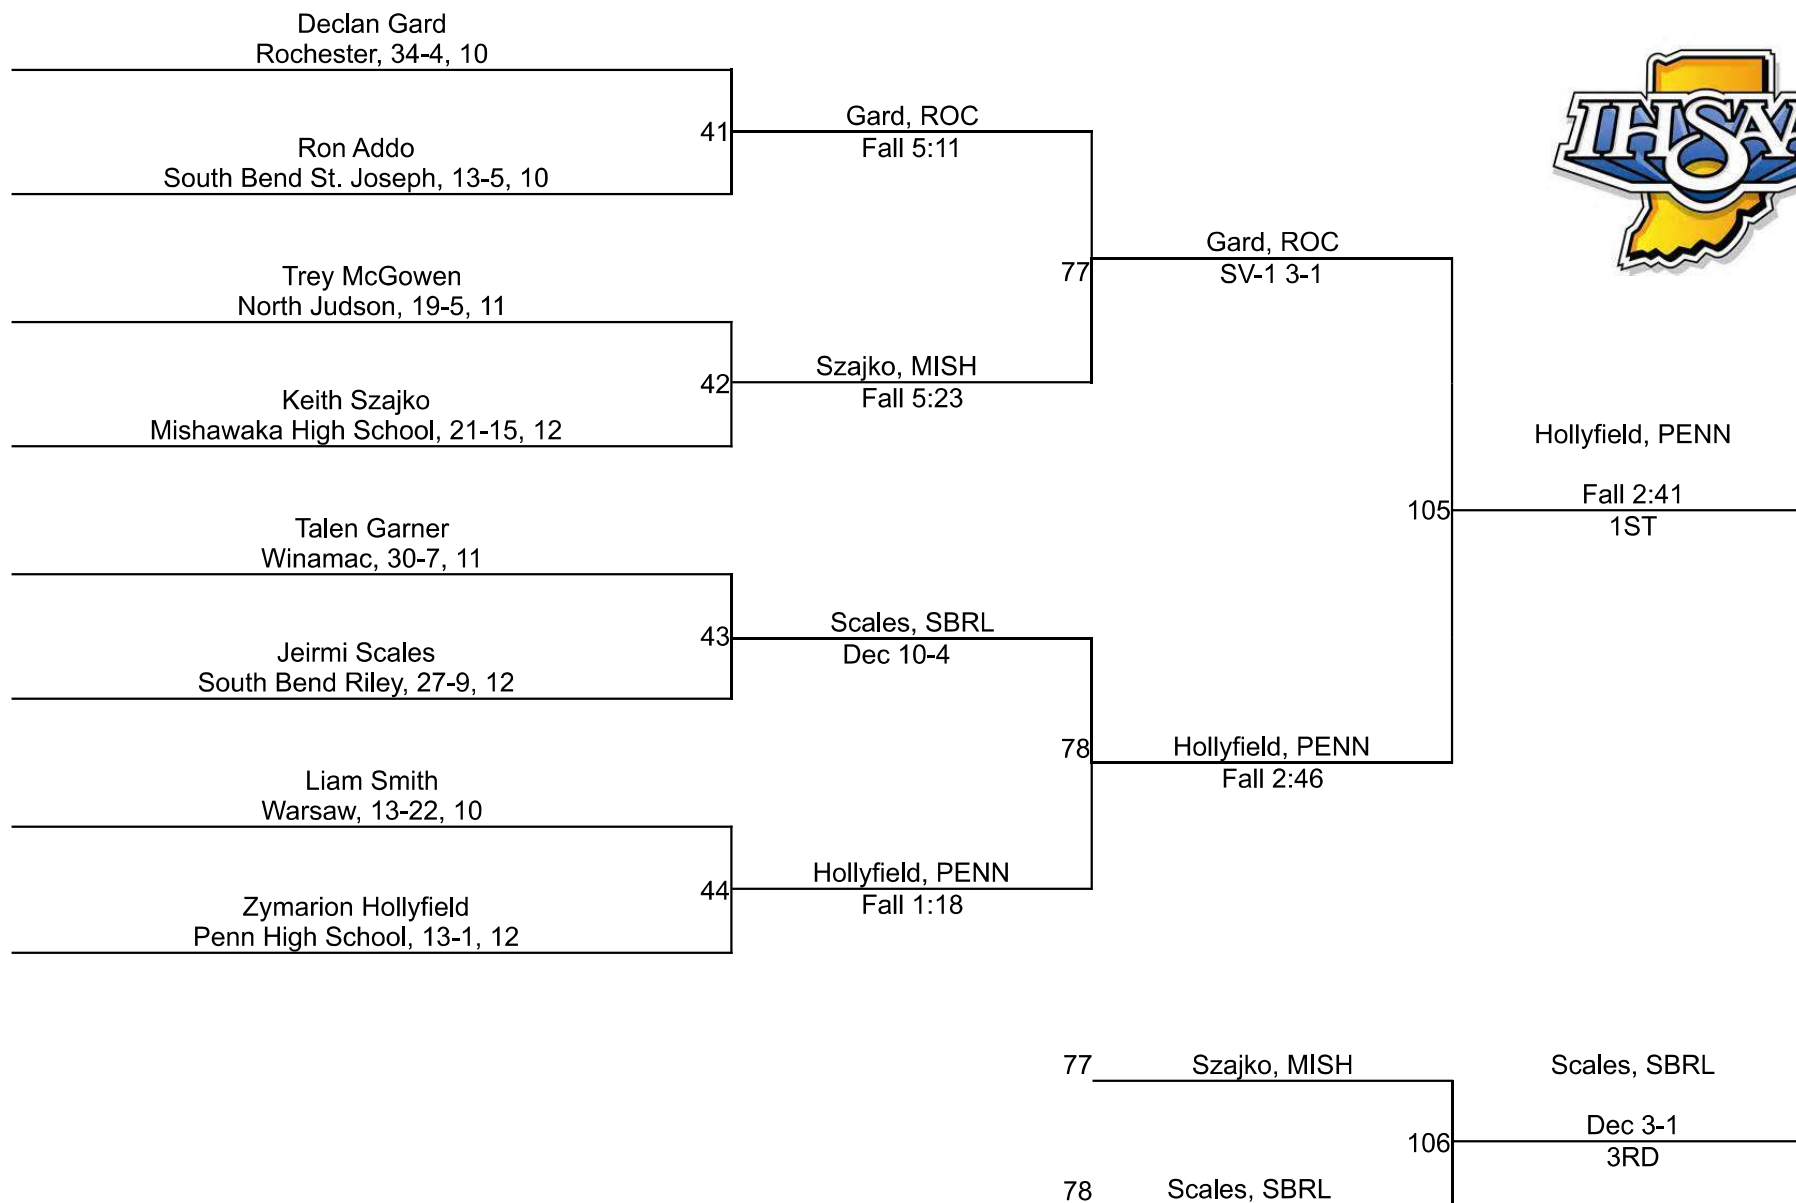 Declan Gard
Rochester, 34-4, 10
Ron Addo
South Bend St. Joseph, 13-5, 10
Trey McGowen
North Judson, 19-5, 11
Keith Szajko
Mishawaka High School, 21-15, 12
Talen Garner
Winamac, 30-7, 11
Jeirmi Scales
South Bend Riley, 27-9, 12
Liam Smith
Warsaw, 13-22, 10
Zymarion Hollyfield
Penn High School, 13-1, 12
41
Gard, ROC
Fall 5:11
42
Szajko, MISH
Fall 5:23
43
Scales, SBRL
Dec 10-4
44
Hollyfield, PENN
Fall 1:18
77
Gard, ROC
SV-1 3-1
78
Hollyfield, PENN
Fall 2:46
105
Hollyfield, PENN
Fall 2:41
1ST
IHSAA
77
Szajko, MISH
78
Scales, SBRL
106
Scales, SBRL
Dec 3-1
3RD